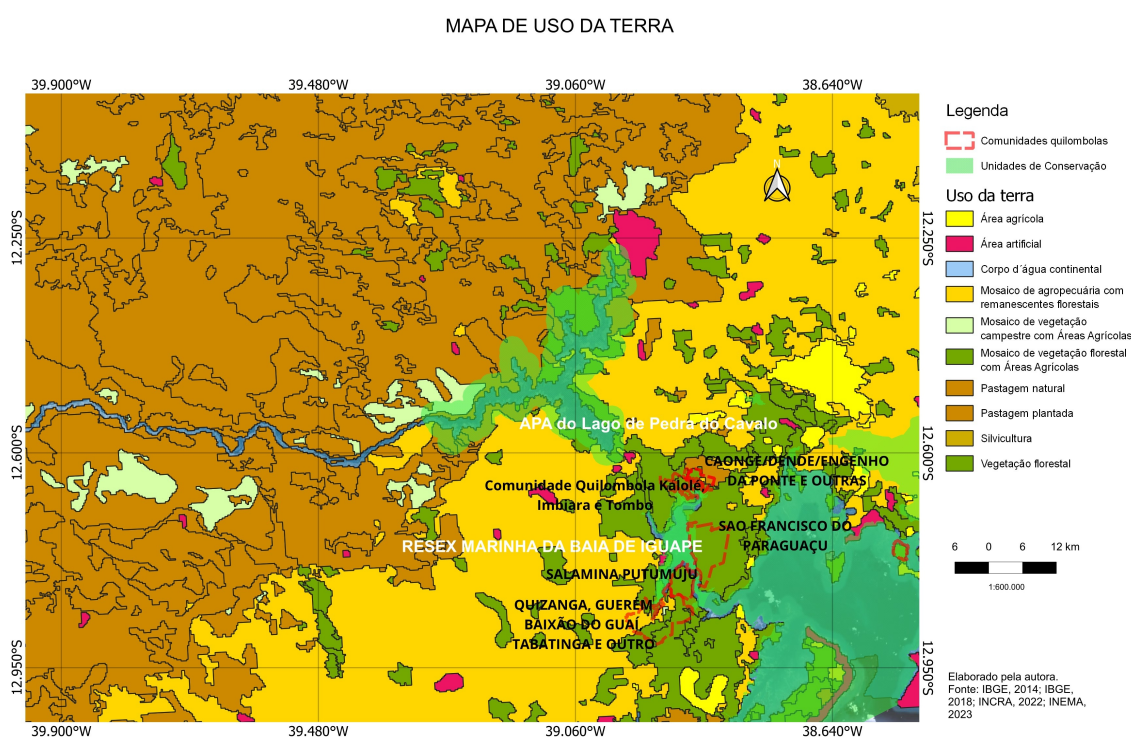 MAPA DE USO DA TERRA
39.900°W
39.480°W
39.060°W
38.640°W
12.250°S
12.600°S
12.950°S
N
APA do Lago de Pedra do Cavalo
CAONGE/DENDE/ENGENHO
DA PONTE E OUTRAS
Comunidade Quilombola Kalolé,
Imbiara e Tombo
SAO FRANCISCO DO
PARAGUAÇU
RESEX MARINHA DA BAIA DE IGUAPE
SALAMINA PUTUMUJU
QUIZANGA, GUERÉM
BAIXÃO DO GUAÍ,
TABATINGA E OUTRO
12.250°S
12.600°S
12.950°S
39.900°W
39.480°W
39.060°W
38.640°W
Legenda
Comunidades quilombolas
Unidades de Conservação
Uso da terra
Área agrícola
Área artificial
Corpo d´água continental
Mosaico de agropecuária com
remanescentes florestais
Mosaico de vegetação
campestre com Áreas Agrícolas
Mosaico de vegetação florestal
com Áreas Agrícolas
Pastagem natural
Pastagem plantada
Silvicultura
Vegetação florestal
6 0 6 12 km
1:600.000
Elaborado pela autora.
Fonte: IBGE, 2014; IBGE,
2018; INCRA, 2022; INEMA,
2023